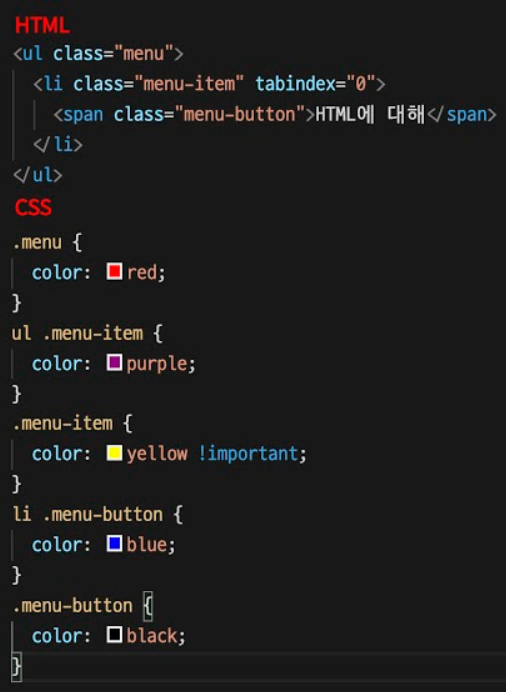 HTML
<ul class="menu">
<li class="menu-item" tabindex="0">
<span class="menu-button">HTML에 대해</span>
</li>
</ul>
CSS
.menu {
color: red;
}
ul .menu-item {
color: purple;
}
.menu-item {
color: yellow !important;
}
li .menu-button {
color: blue;
}
.menu-button {
color: black;
}